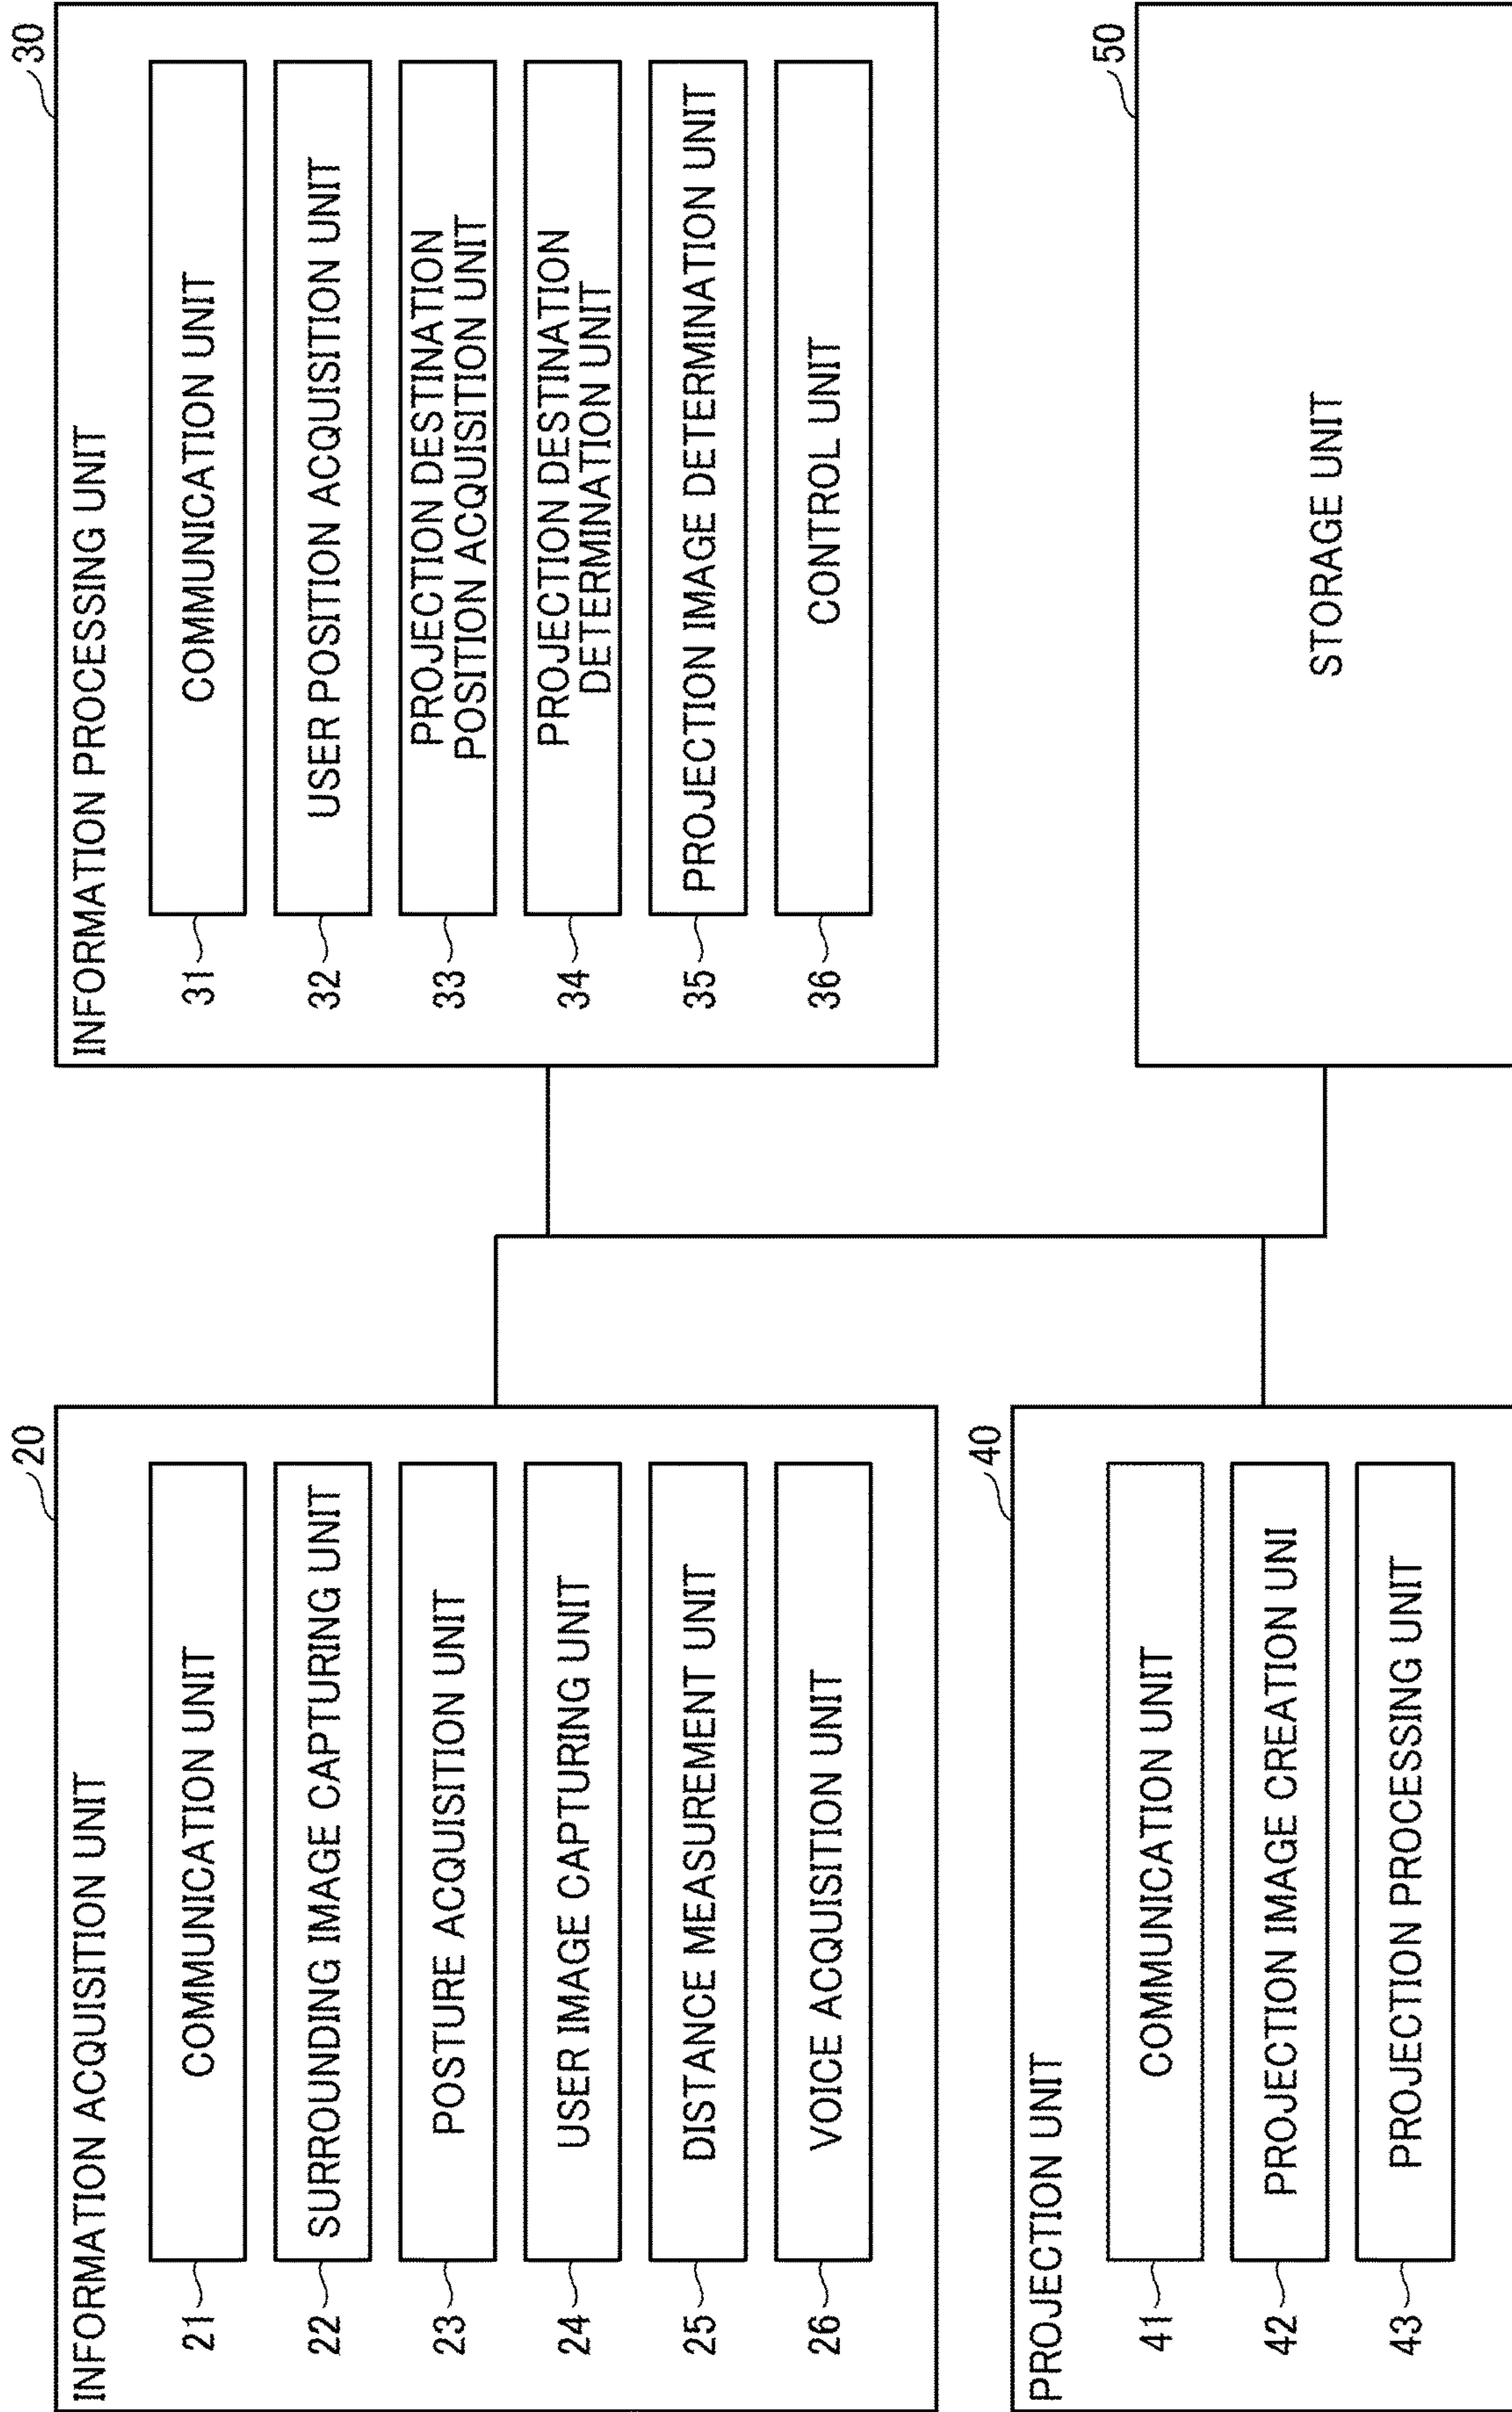 INFORMATION ACQUISITION UNIT
20
21
COMMUNICATION UNIT
22
SURROUNDING IMAGE CAPTURING UNIT
23
POSTURE ACQUISITION UNIT
24
USER IMAGE CAPTURING UNIT
25
DISTANCE MEASUREMENT UNIT
26
VOICE ACQUISITION UNIT
INFORMATION PROCESSING UNIT
30
31
COMMUNICATION UNIT
32
USER POSITION ACQUISITION UNIT
33
PROJECTION DESTINATION
POSITION ACQUISITION UNIT
34
PROJECTION DESTINATION
DETERMINATION UNIT
35
PROJECTION IMAGE DETERMINATION UNIT
36
CONTROL UNIT
PROJECTION UNIT
40
41
COMMUNICATION UNIT
42
PROJECTION IMAGE CREATION UNI
43
PROJECTION PROCESSING UNIT
50
STORAGE UNIT